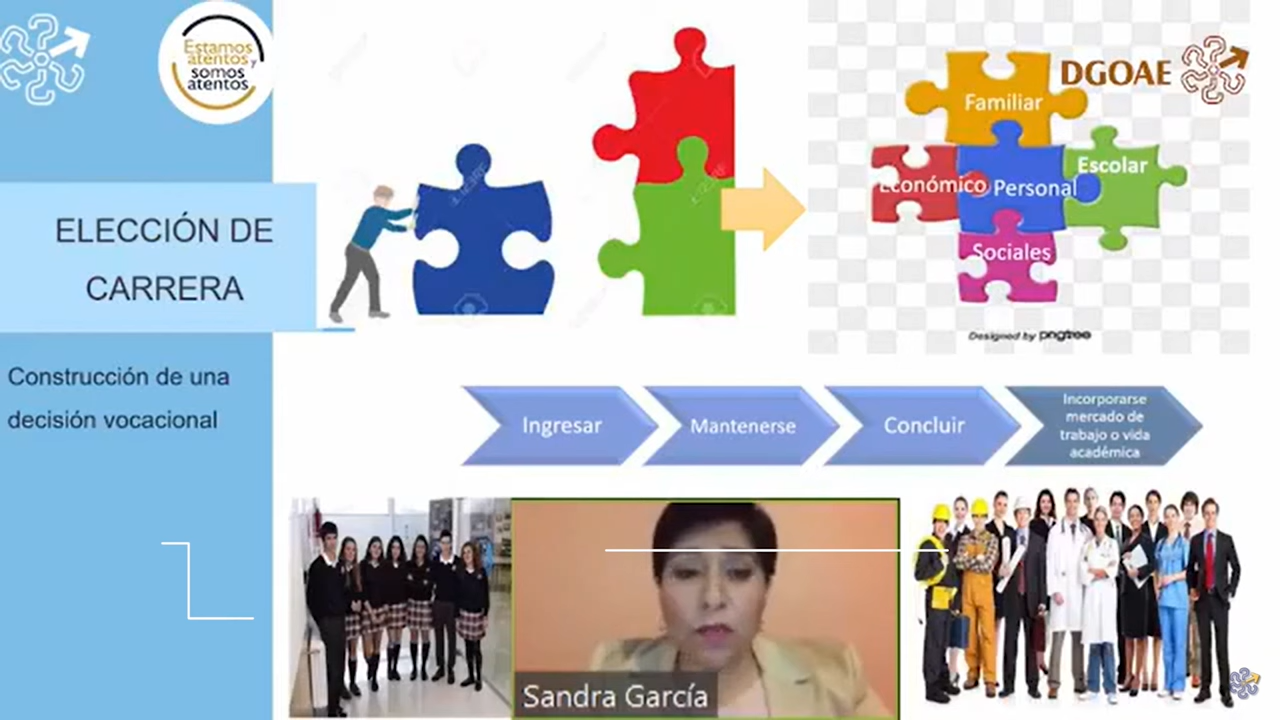 Estamos
atentos y
somos
atentos
DGOAE
ELECCIÓN DE
CARRERA
Construcción de una
decisión vocacional
Familiar
Económico
Personal
Escolar
Sociales
Designed by pngtree
Ingresar
Mantenerse
Concluir
Incorporarse
mercado de
trabajo o vida
académica
Sandra García